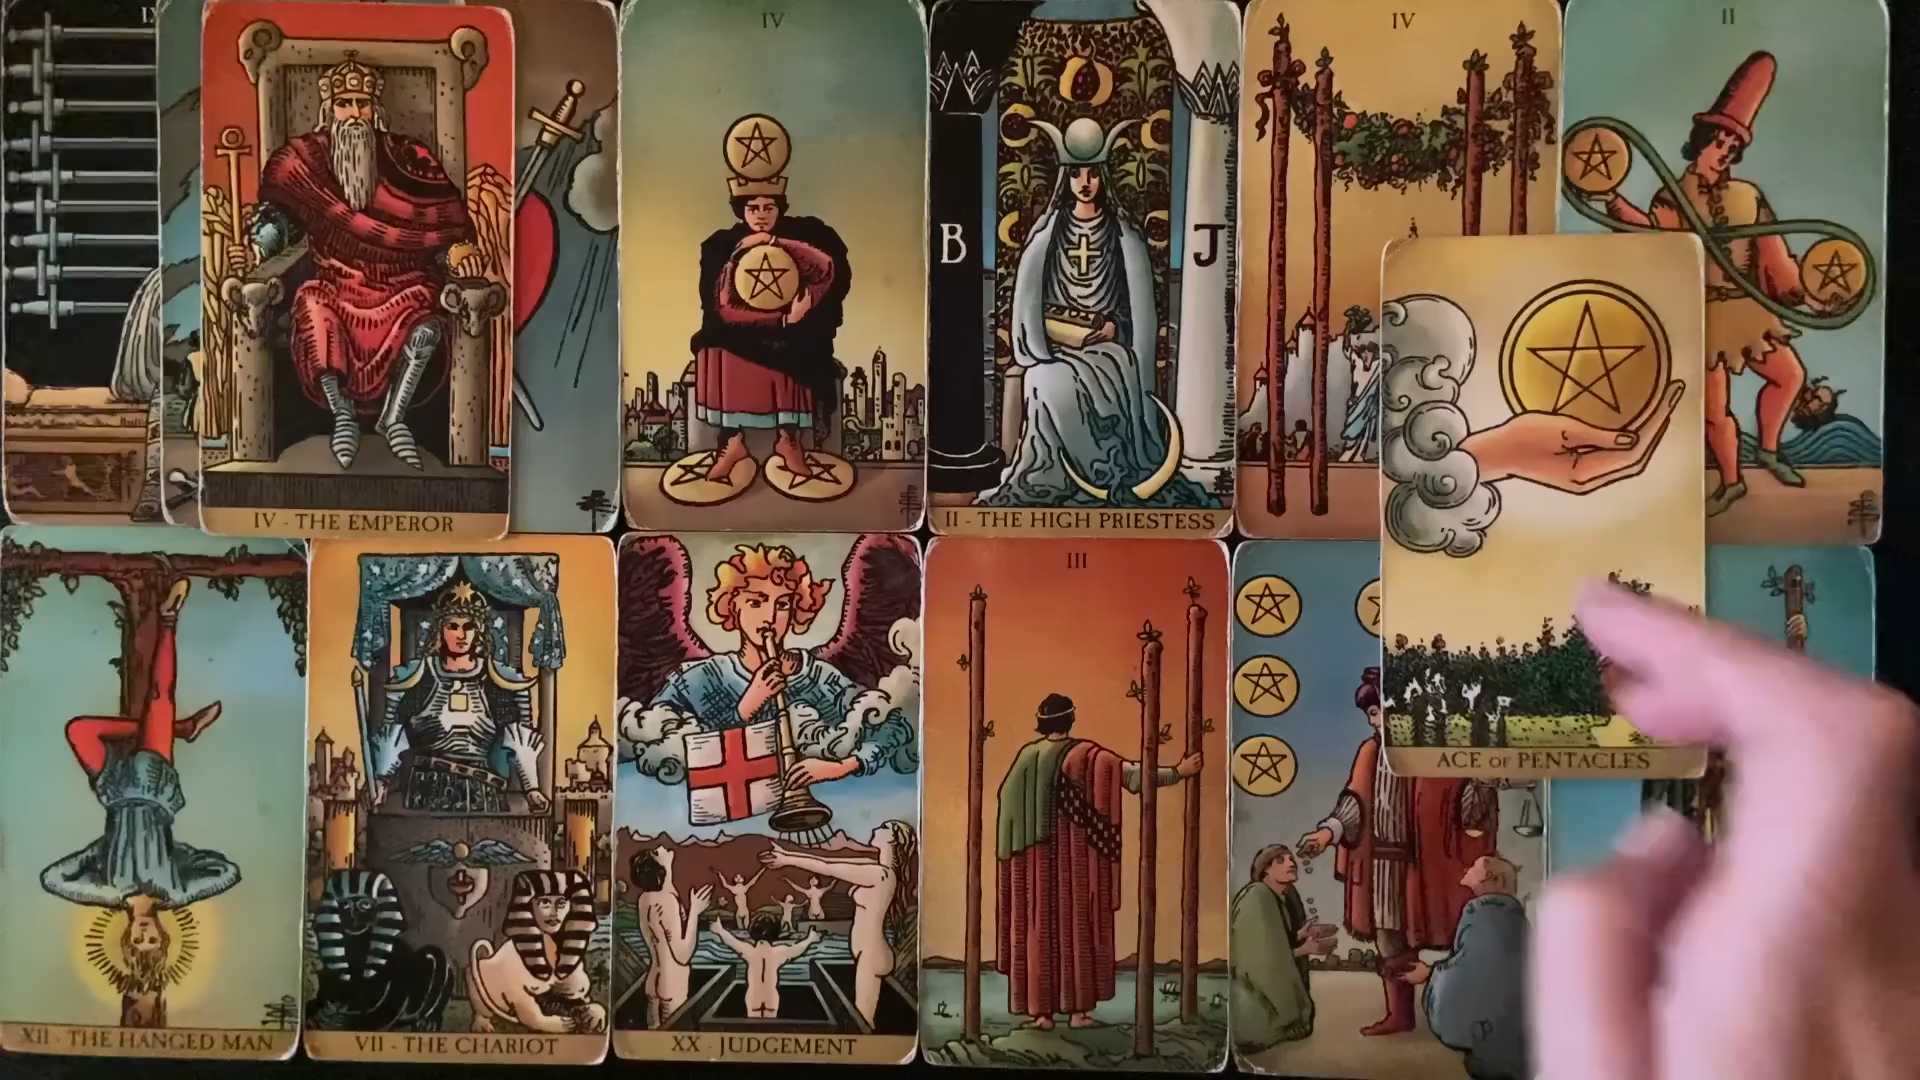 IX
IV
IV
II
B
J
IV - THE EMPEROR
II - THE HIGH PRIESTESS
III
ACE OF PENTACLES
XII - THE HANGED MAN
VII - THE CHARIOT
XX - JUDGEMENT